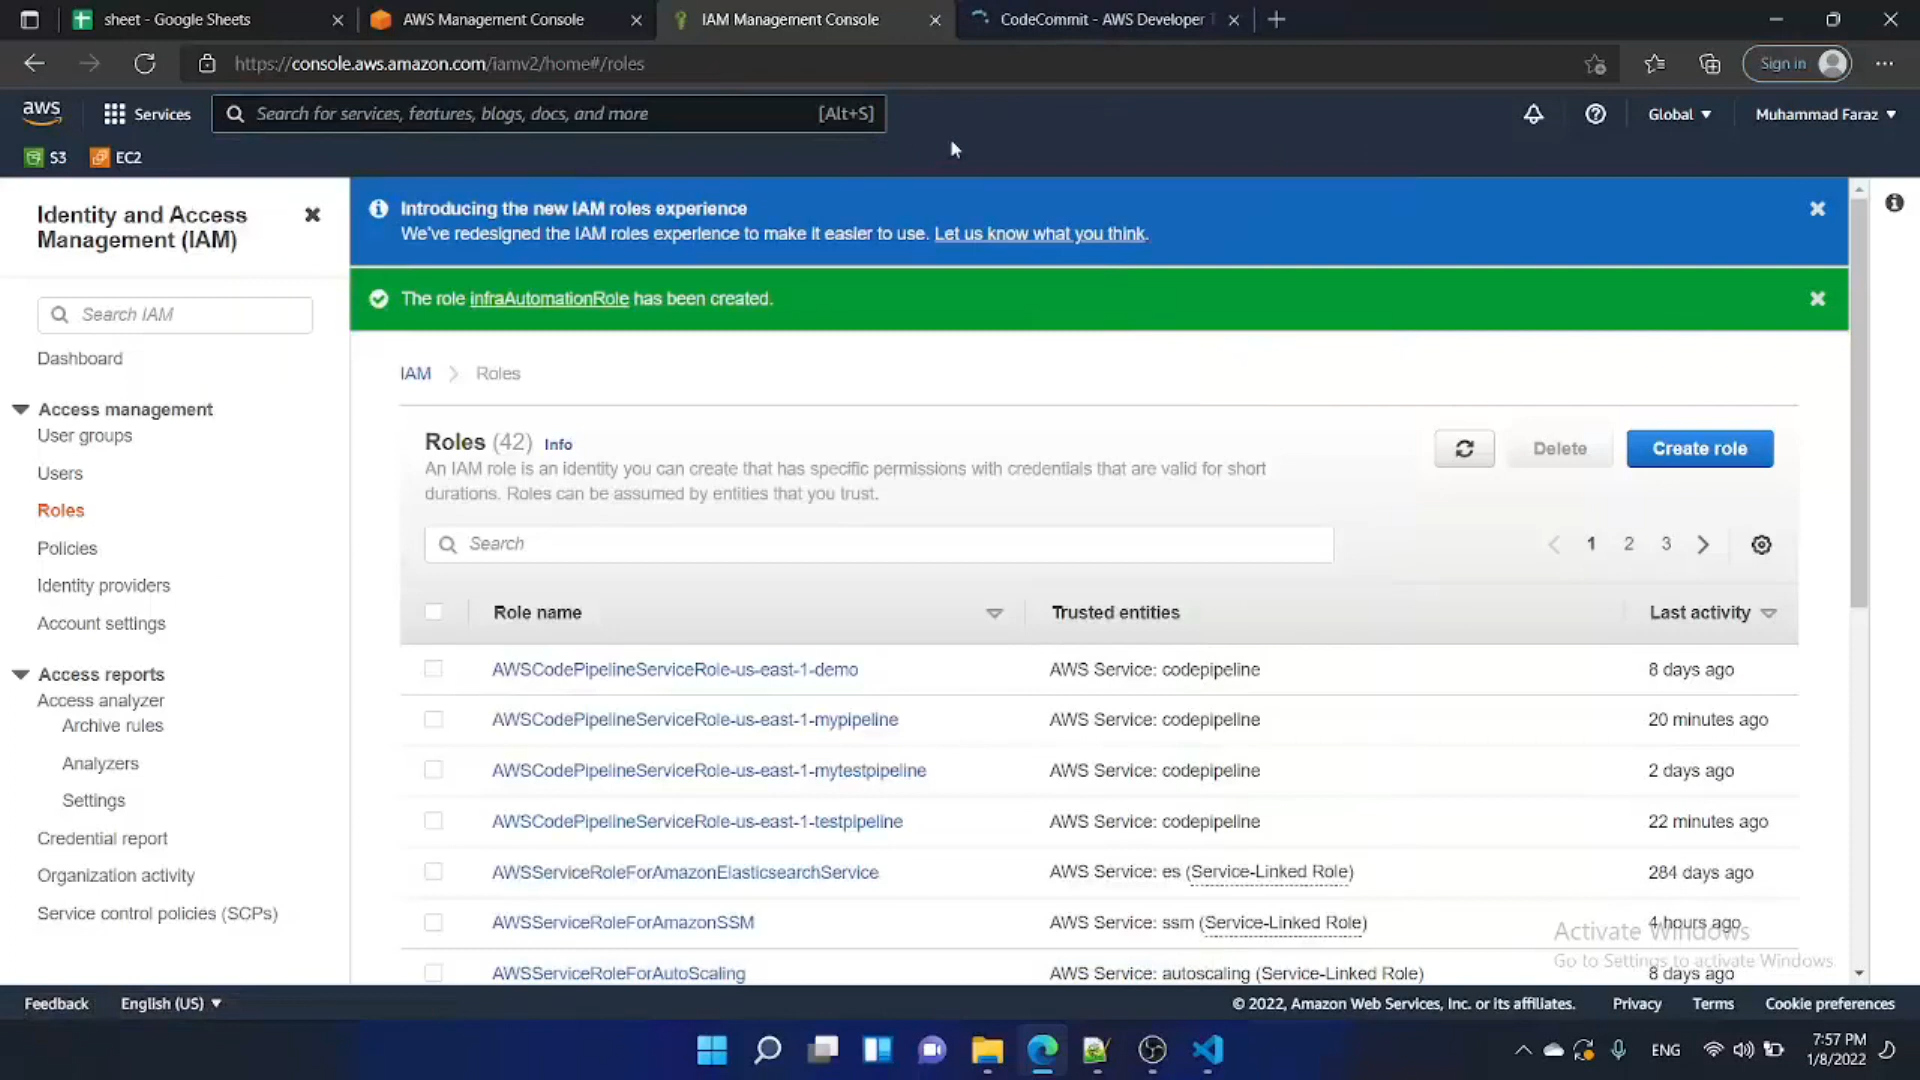 sheet - Google Sheets
AWS Management Console
IAM Management Console
CodeCommit - AWS Developer
https://console.aws.amazon.com/iamv2/home#/roles
Sign in
aws
Services
Search for services, features, blogs, docs, and more
[Alt+S]
Global
Muhammad Faraz
S3
EC2
Identity and Access
Management (IAM)
Search IAM
Dashboard
Access management
User groups
Users
Roles
Policies
Identity providers
Account settings
Access reports
Access analyzer
Archive rules
Analyzers
Settings
Credential report
Organization activity
Service control policies (SCPs)
Introducing the new IAM roles experience
We've redesigned the IAM roles experience to make it easier to use. Let us know what you think.
The role infraAutomationRole has been created.
IAM > Roles
Roles (42) Info
Delete
Create role
An IAM role is an identity you can create that has specific permissions with credentials that are valid for short
durations. Roles can be assumed by entities that you trust.
Search
1 2 3
Role name Trusted entities Last activity
AWSCodePipelineServiceRole-us-east-1-demo AWS Service: codepipeline 8 days ago
AWSCodePipelineServiceRole-us-east-1-mypipeline AWS Service: codepipeline 20 minutes ago
AWSCodePipelineServiceRole-us-east-1-mytestpipeline AWS Service: codepipeline 2 days ago
AWSCodePipelineServiceRole-us-east-1-testpipeline AWS Service: codepipeline 22 minutes ago
AWSServiceRoleForAmazonElasticsearchService AWS Service: es (Service-Linked Role) 284 days ago
AWSServiceRoleForAmazonSSM AWS Service: ssm (Service-Linked Role) 4 hours ago
AWSServiceRoleForAutoScaling AWS Service: autoscaling (Service-Linked Role) 8 days ago
Activate Windows
Go to Settings to activate Windows.
Feedback
English (US)
© 2022, Amazon Web Services, Inc. or its affiliates.
Privacy
Terms
Cookie preferences
ENG
7:57 PM
1/8/2022